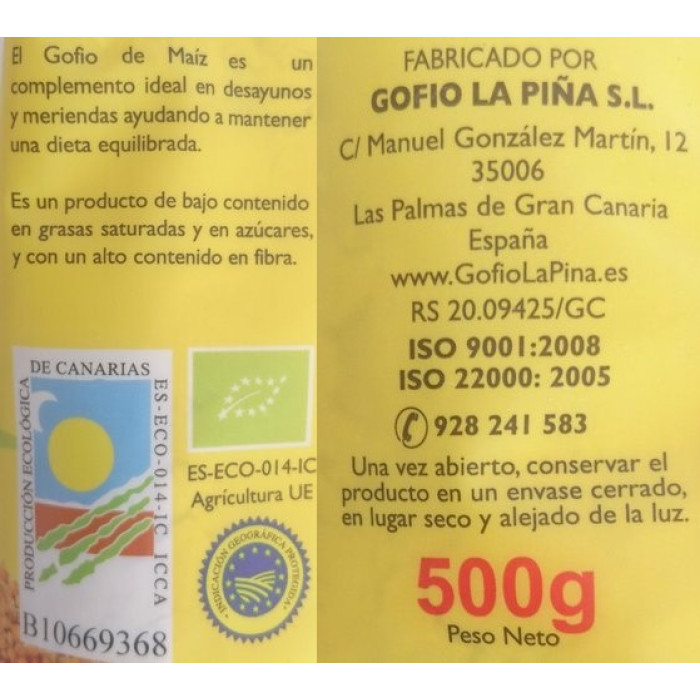 El Gofio de Maíz es un
complemento ideal en desayunos
y meriendas ayudando a mantener
una dieta equilibrada.
Es un producto de bajo contenido
en grasas saturadas y en azúcares,
y con un alto contenido en fibra.
DE CANARIAS
PRODUCCIÓN ECOLÓGICA
ES-ECO-014-IC ICCA
B10669368
ES-ECO-014-IC
Agrícultura UE
INDICACIÓN GEOGRÁFICA PROTEGIDA
FABRICADO POR
GOFIO LA PIÑA S.L.
C/ Manuel González Martín, 12
35006
Las Palmas de Gran Canaria
España
www.GofioLaPina.es
RS 20.09425/GC
ISO 9001:2008
ISO 22000: 2005
928 241 583
Una vez abierto, conservar el
producto en un envase cerrado,
en lugar seco y alejado de la luz.
500g
Peso Neto